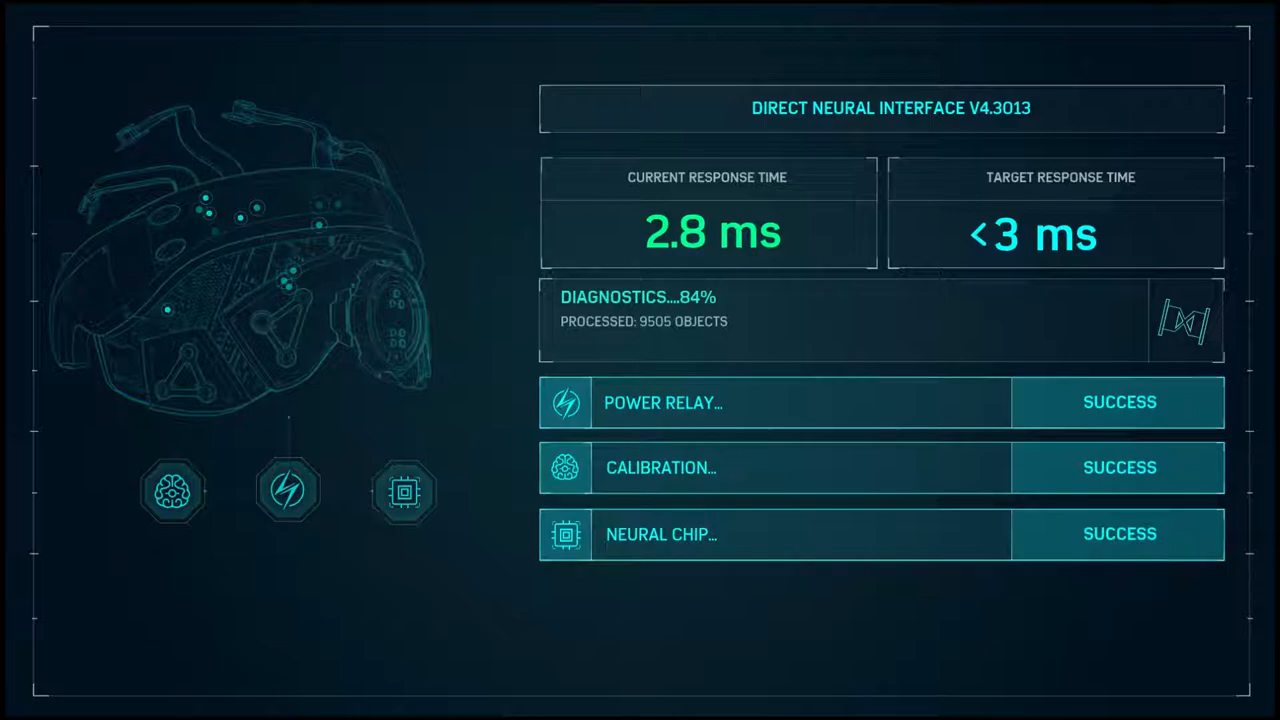 DIRECT NEURAL INTERFACE V4.3013
CURRENT RESPONSE TIME
TARGET RESPONSE TIME
2.8 ms
<3 ms
DIAGNOSTICS....84%
PROCESSED: 9505 OBJECTS
POWER RELAY...
SUCCESS
CALIBRATION...
SUCCESS
NEURAL CHIP...
SUCCESS